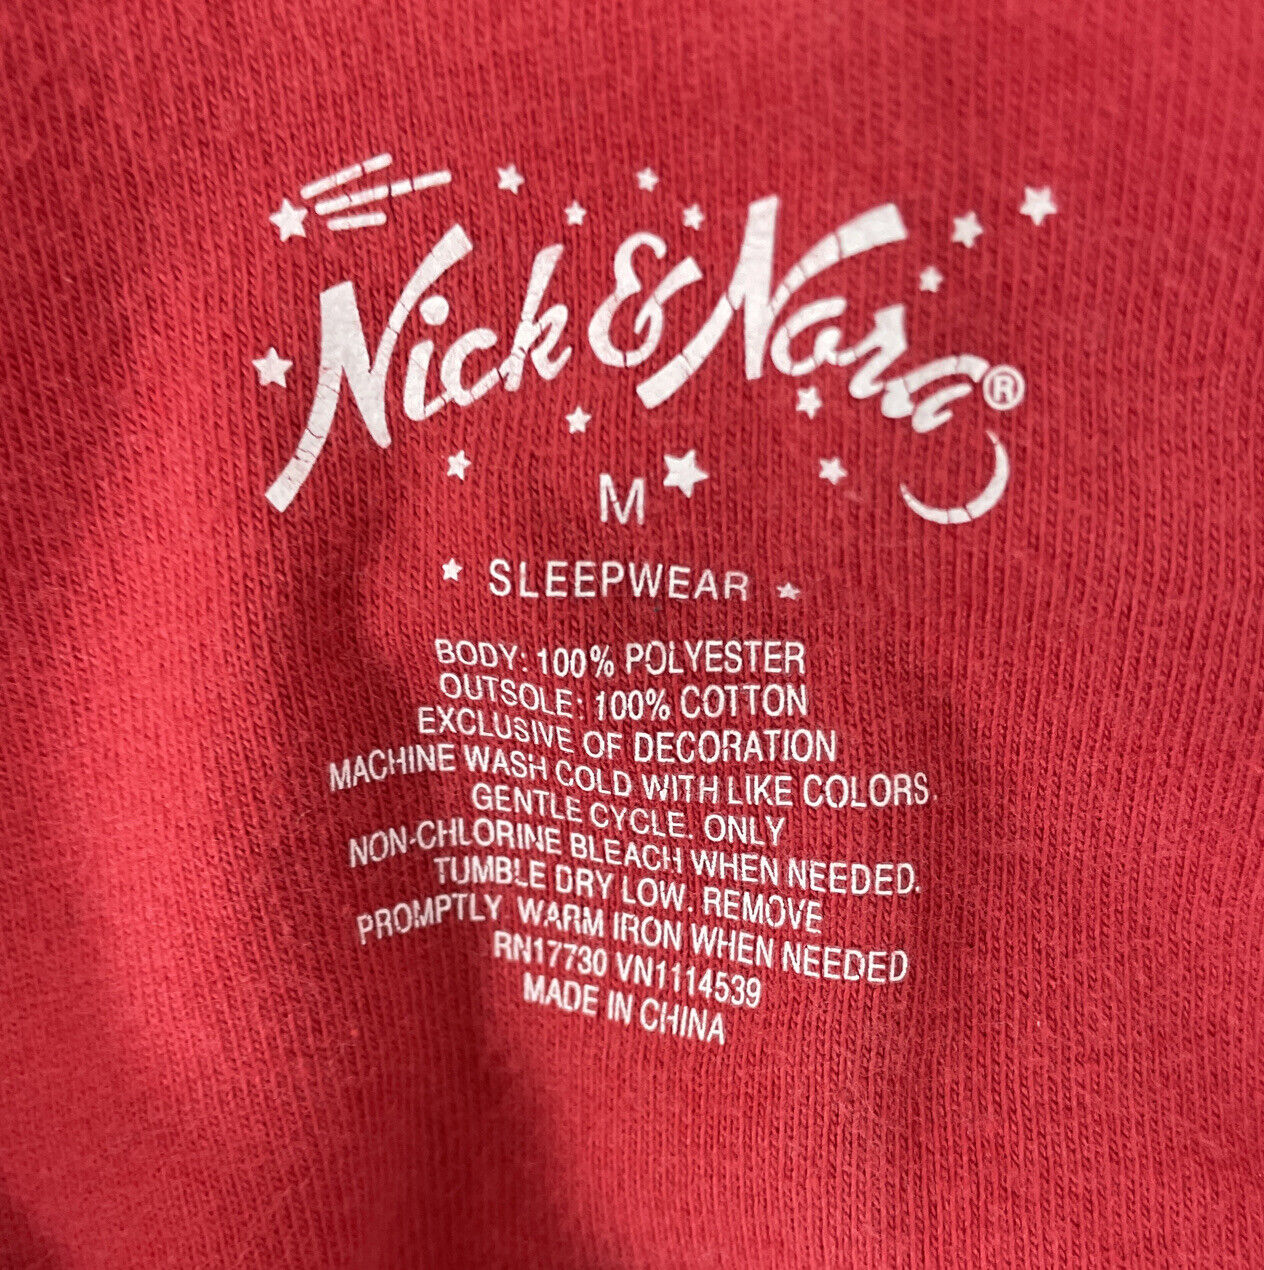 Nick & Nora®
M
SLEEPWEAR
BODY: 100% POLYESTER
OUTSOLE: 100% COTTON
EXCLUSIVE OF DECORATION
MACHINE WASH COLD WITH LIKE COLORS.
GENTLE CYCLE. ONLY
NON-CHLORINE BLEACH WHEN NEEDED.
TUMBLE DRY LOW. REMOVE
PROMPTLY. WARM IRON WHEN NEEDED
RN17730 VN1114539
MADE IN CHINA